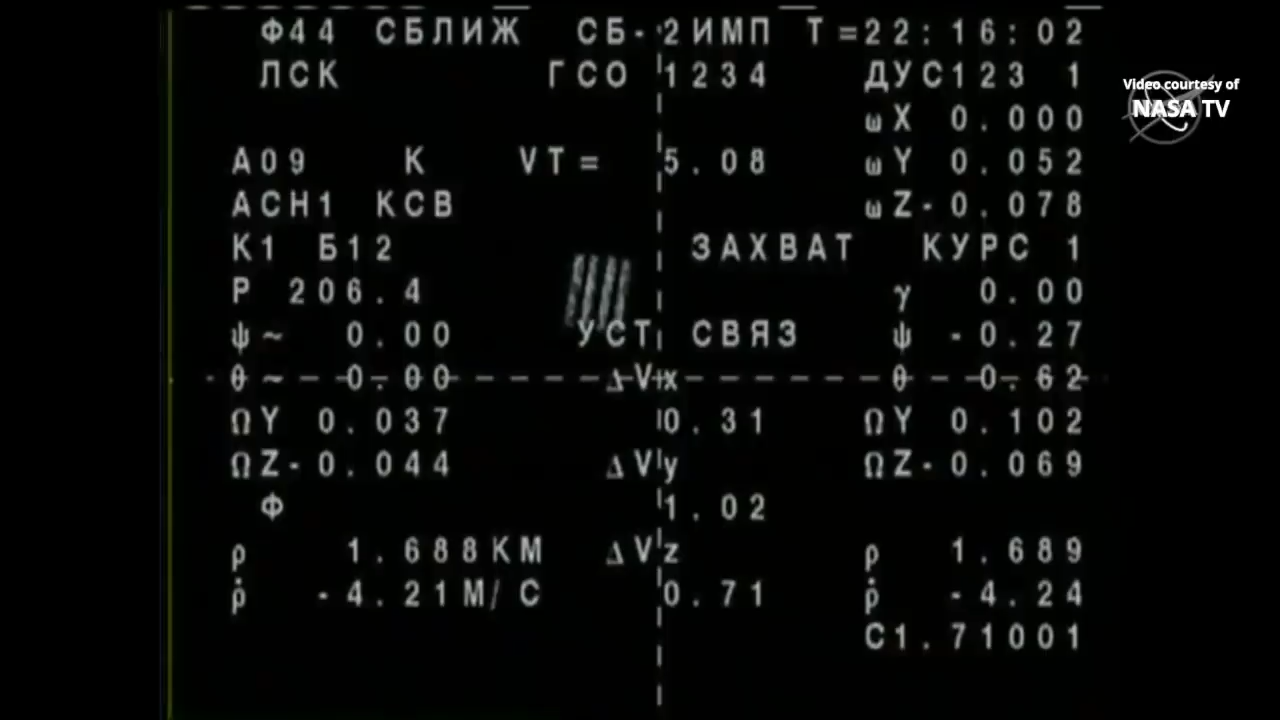 Ф44 СБЛИЖ СБ-2ИМП Т=22:16:02
ЛСК ГСО 1234 ДУС123 1
Video courtesy of
NASA TV
ωX 0.000
А09 К VT= 5.08 ωY 0.052
АСН1 КСВ ωZ-0.078
К1 Б12 ЗАХВАТ КУРС 1
Р 206.4 γ 0.00
ψ~ 0.00 УСТ СВЯЗ ψ -0.27
θ ~ 0.00 ΔVx θ 0.62
ΩY 0.037 0.31 ΩY 0.102
ΩZ-0.044 ΔVy ΩZ-0.069
Ф 1.02
ρ 1.688КМ ΔVz ρ 1.689
ρ̇ -4.21М/С 0.71 ρ̇ -4.24
С1.71001